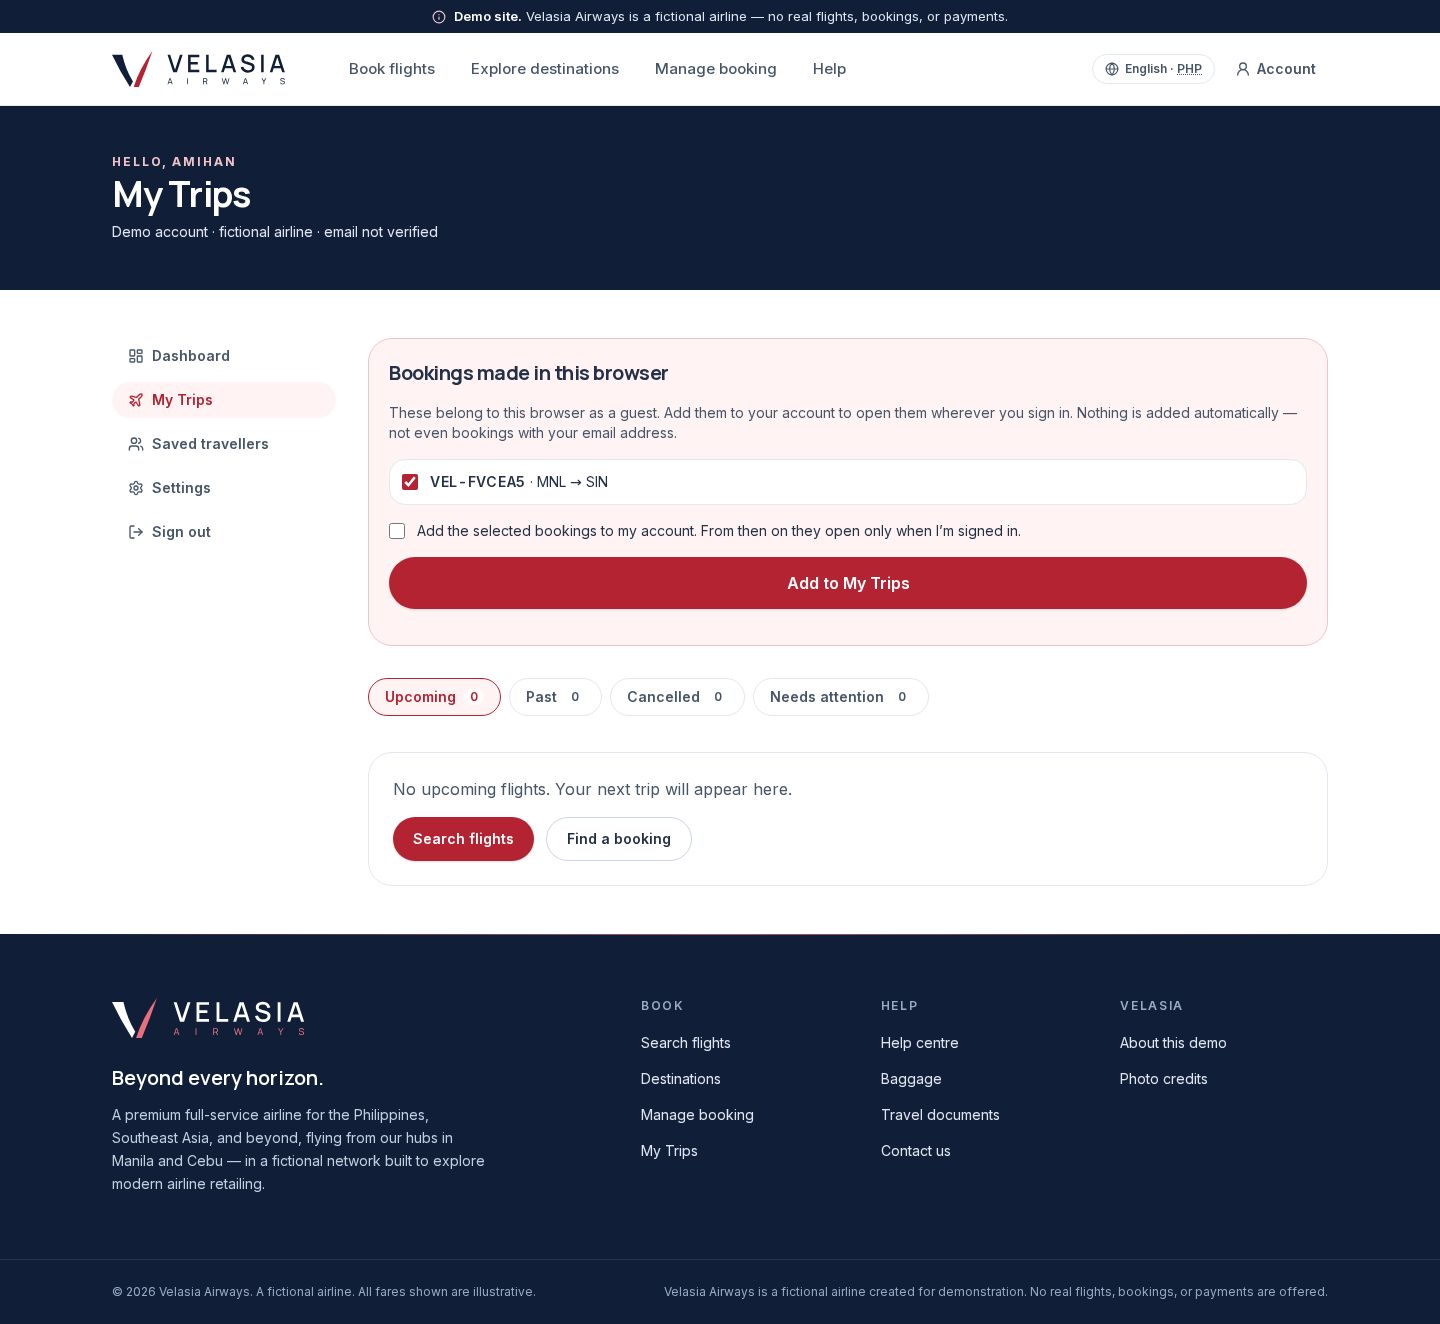 Demo site. Velasia Airways is a fictional airline — no real flights, bookings, or payments.
VELASIA
AIRWAYS
Book flights
Explore destinations
Manage booking
Help
English · PHP
Account
HELLO, AMIHAN
My Trips
Demo account · fictional airline · email not verified
Dashboard
My Trips
Saved travellers
Settings
Sign out
Bookings made in this browser
These belong to this browser as a guest. Add them to your account to open them wherever you sign in. Nothing is added automatically —
not even bookings with your email address.
VEL-FVCEA5 · MNL → SIN
Add the selected bookings to my account. From then on they open only when I’m signed in.
Add to My Trips
Upcoming 0
Past 0
Cancelled 0
Needs attention 0
No upcoming flights. Your next trip will appear here.
Search flights
Find a booking
VELASIA
AIRWAYS
Beyond every horizon.
A premium full-service airline for the Philippines,
Southeast Asia, and beyond, flying from our hubs in
Manila and Cebu — in a fictional network built to explore
modern airline retailing.
BOOK
Search flights
Destinations
Manage booking
My Trips
HELP
Help centre
Baggage
Travel documents
Contact us
VELASIA
About this demo
Photo credits
© 2026 Velasia Airways. A fictional airline. All fares shown are illustrative.
Velasia Airways is a fictional airline created for demonstration. No real flights, bookings, or payments are offered.